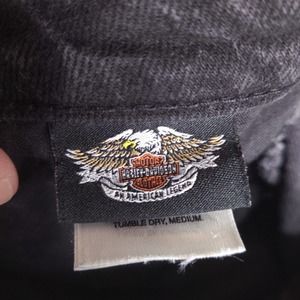 MOTOR
HARLEY-DAVIDSON
CYCLES
AN AMERICAN LEGEND
TUMBLE DRY, MEDIUM.